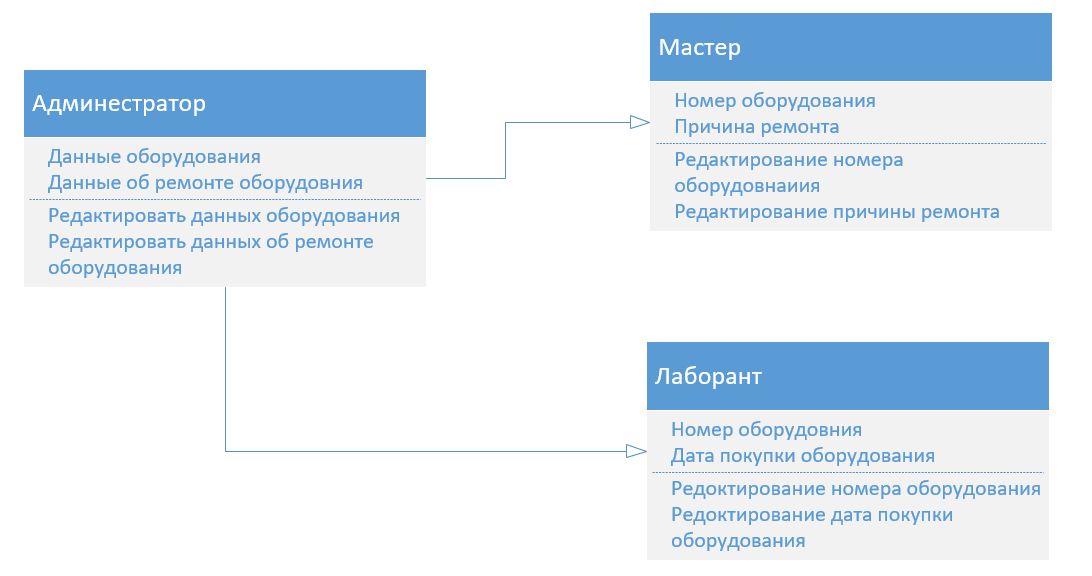 Админестратор
Данные оборудования
Данные об ремонте оборудовния
Редактировать данных оборудования
Редактировать данных об ремонте
оборудования
Мастер
Номер оборудования
Причина ремонта
Редактирование номера
оборудовнаиия
Редактирование причины ремонта
Лаборант
Номер оборудовния
Дата покупки оборудования
Редоктирование номера оборудования
Редоктирование дата покупки
оборудования